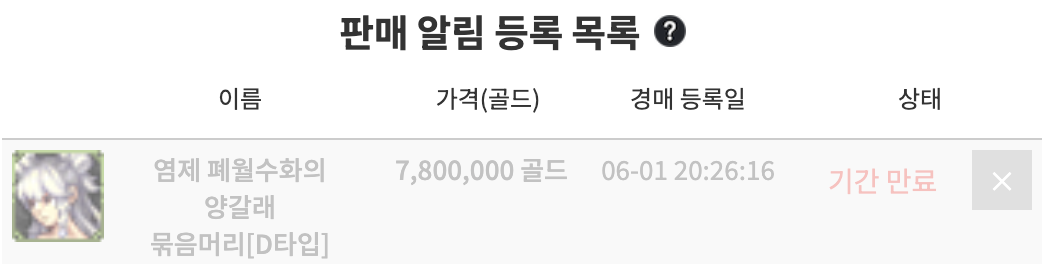 판매 알림 등록 목록 ?
이름 가격(골드) 경매 등록일 상태
염제 폐월수화의 7,800,000 골드 06-01 20:26:16 기간 만료 ×
양갈래
묶음머리[D타입]